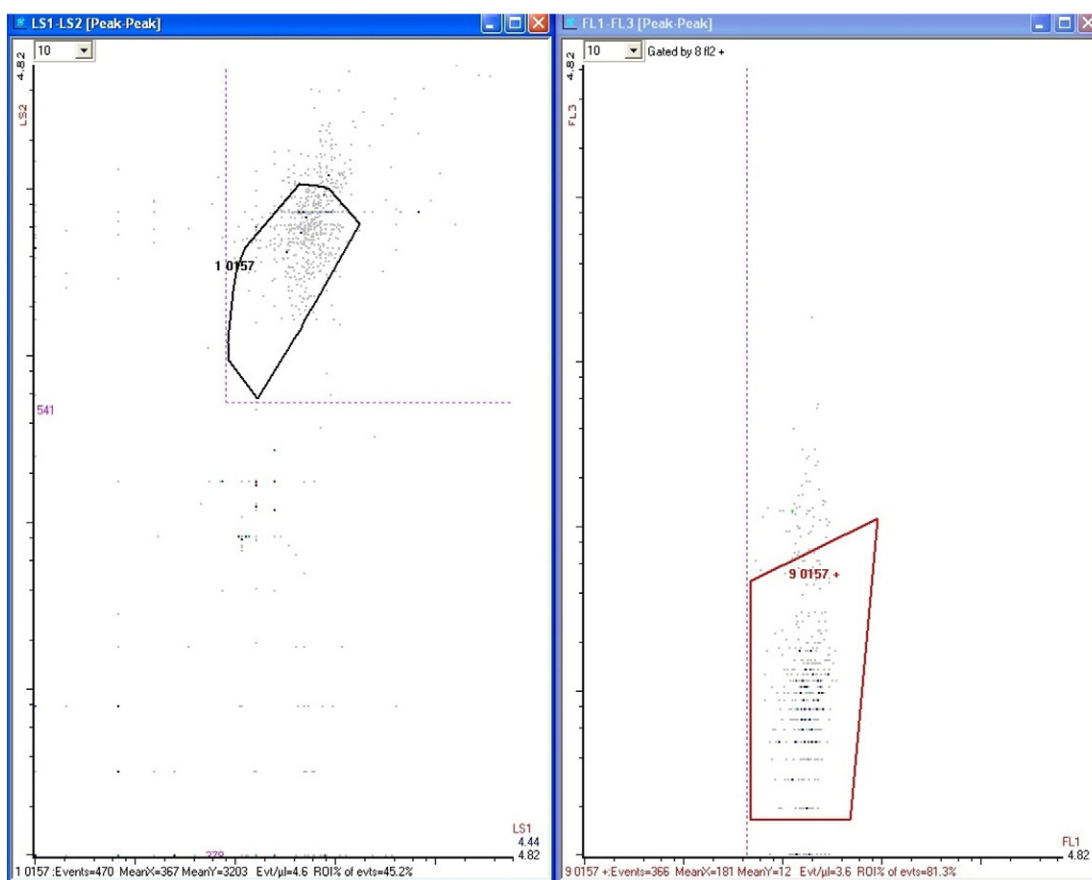 LS1-LS2 [Peak-Peak]
10
4.82
LS2
1 0157
541
278
LS1
4.44
4.82
1 0157 :Events=470 MeanX=367 MeanY=3203 Evt/µl=4.6 ROI% of evts=45.2%
FL1-FL3 [Peak-Peak]
10 Gated by 8 fl2 +
4.82
FL3
9 0157 +
FL1
4.82
9 0157 +:Events=366 MeanX=181 MeanY=12 Evt/µl=3.6 ROI% of evts=81.3%